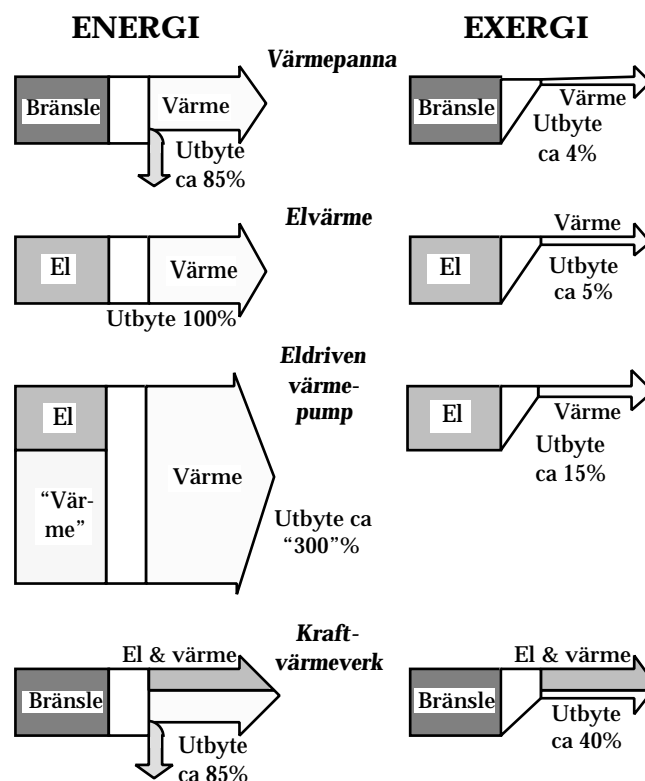 ENERGI
EXERGI
Värmepanna
Bränsle
Värme
Utbyte
ca 85%
Bränsle
Värme
Utbyte
ca 4%
Elvärme
El
Värme
Utbyte 100%
El
Värme
Utbyte
ca 5%
Eldriven
värme-
pump
El
“Vär-
me”
Värme
Utbyte ca
“300”%
El
Värme
Utbyte
ca 15%
Kraft-
värmeverk
El & värme
Bränsle
Utbyte
ca 85%
El & värme
Bränsle
Utbyte
ca 40%